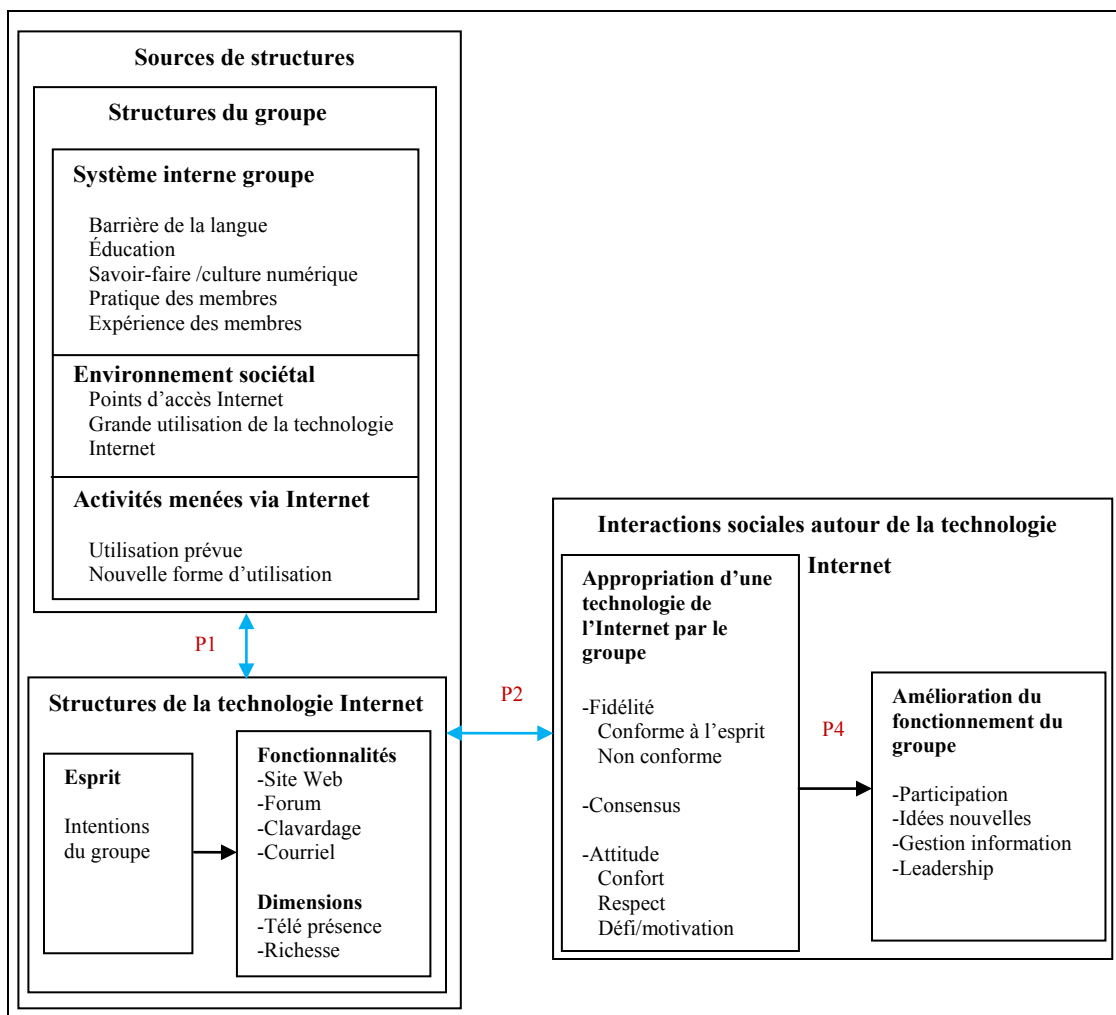 Sources de structures
Structures du groupe
Système interne groupe
Barrière de la langue
Éducation
Savoir-faire /culture numérique
Pratique des membres
Expérience des membres
Environnement sociétal
Points d’accès Internet
Grande utilisation de la technologie
Internet
Activités menées via Internet
Utilisation prévue
Nouvelle forme d’utilisation
P1
Structures de la technologie Internet
Esprit
Intentions
du groupe
Fonctionnalités
-Site Web
-Forum
-Clavardage
-Courriel
Dimensions
-Télé présence
-Richesse
P2
Interactions sociales autour de la technologie
Internet
Appropriation d’une
technologie de
l’Internet par le
groupe
-Fidélité
Conforme à l’esprit
Non conforme
-Consensus
-Attitude
Confort
Respect
Défi/motivation
P4
Amélioration du
fonctionnement du
groupe
-Participation
-Idées nouvelles
-Gestion information
-Leadership